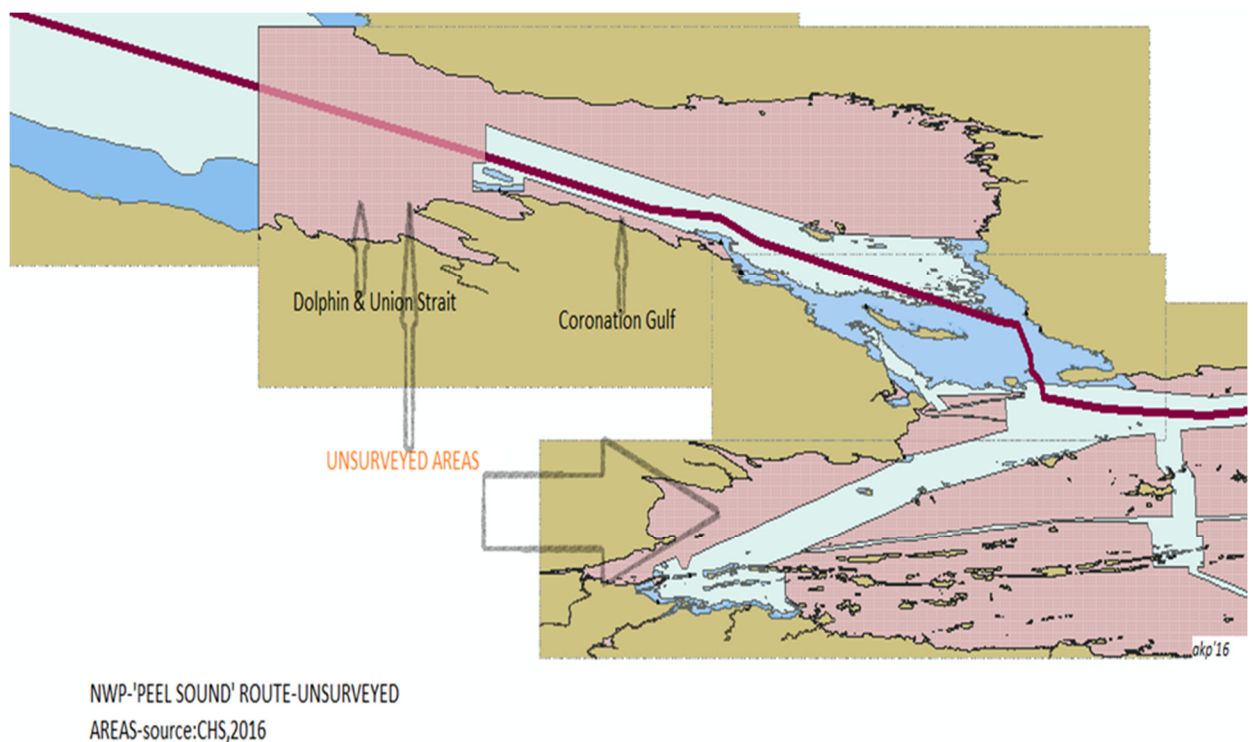 Dolphin & Union Strait
Coronation Gulf
UNSURVEYED AREAS
akp'16
NWP-'PEEL SOUND' ROUTE-UNSURVEYED
AREAS-source:CHS,2016